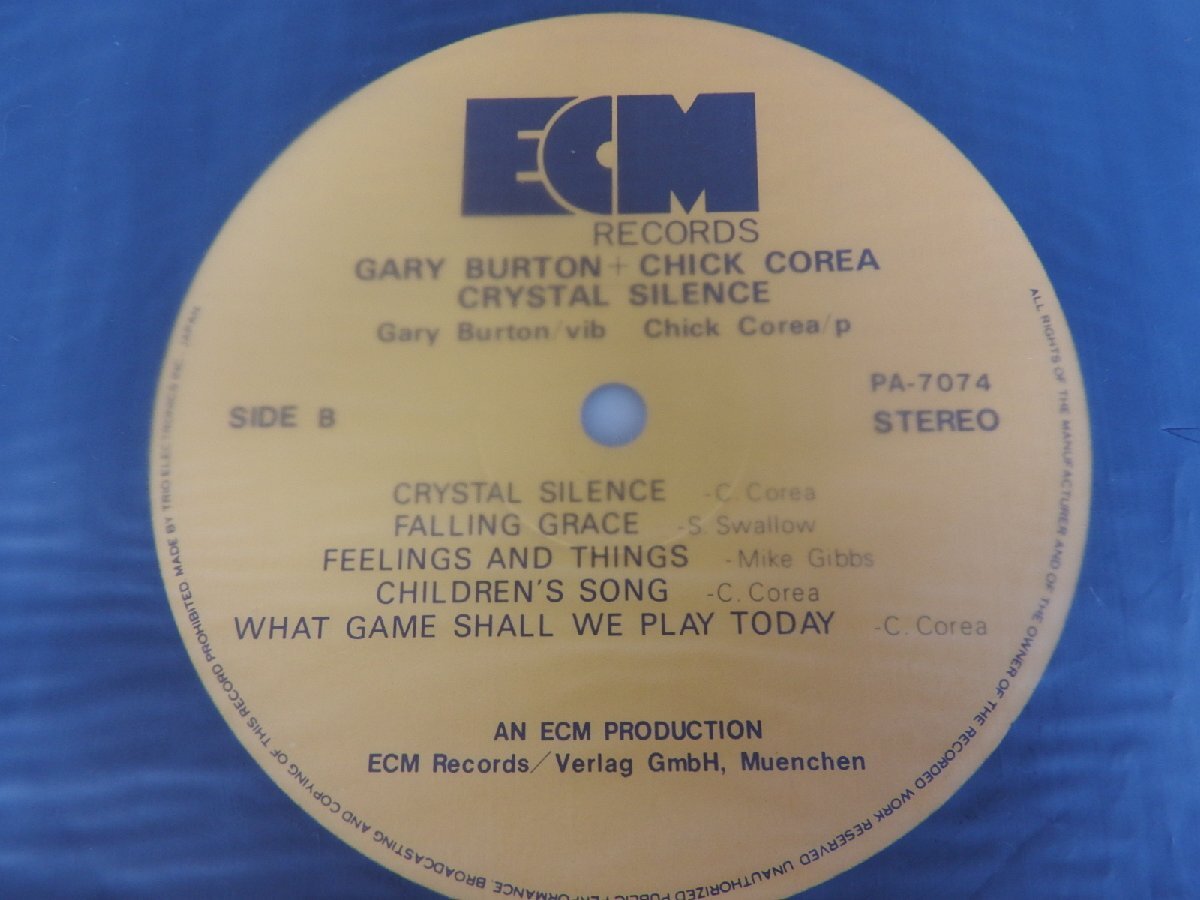 ECM
RECORDS
GARY BURTON + CHICK COREA
CRYSTAL SILENCE
Gary Burton/vib Chick Corea/p
SIDE B
PA-7074
STEREO
CRYSTAL SILENCE -C. Corea
FALLING GRACE -S. Swallow
FEELINGS AND THINGS -Mike Gibbs
CHILDREN'S SONG -C. Corea
WHAT GAME SHALL WE PLAY TODAY -C. Corea
AN ECM PRODUCTION
ECM Records/Verlag GmbH, Muenchen
ALL RIGHTS OF THE MANUFACTURER AND OF THE OWNER OF THE RECORDED WORK RESERVED UNAUTHORIZED PUBLIC PERFORMANCE, BROADCASTING AND COPYING OF THIS RECORD PROHIBITED MADE BY TRIO ELECTRONICS INC. JAPAN